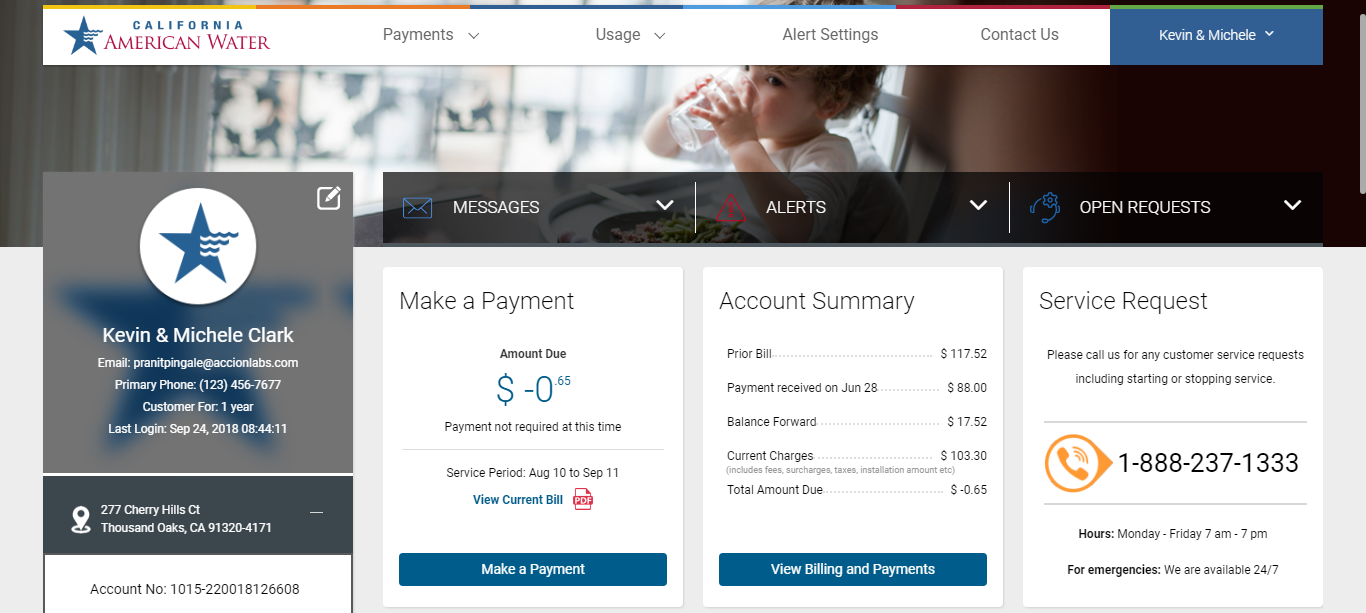 CALIFORNIA
AMERICAN WATER
Payments
Usage
Alert Settings
Contact Us
Kevin & Michele
MESSAGES
ALERTS
OPEN REQUESTS
Kevin & Michele Clark
Email: pranitpingale@accionlabs.com
Primary Phone: (123) 456-7677
Customer For: 1 year
Last Login: Sep 24, 2018 08:44:11
277 Cherry Hills Ct
Thousand Oaks, CA 91320-4171
Account No: 1015-220018126608
Make a Payment
Amount Due
$ -0.65
Payment not required at this time
Service Period: Aug 10 to Sep 11
View Current Bill PDF
Make a Payment
Account Summary
Prior Bill $ 117.52
Payment received on Jun 28 $ 88.00
Balance Forward $ 17.52
Current Charges $ 103.30
(includes fees, surcharges, taxes, installation amount etc)
Total Amount Due $ -0.65
View Billing and Payments
Service Request
Please call us for any customer service requests
including starting or stopping service.
1-888-237-1333
Hours: Monday - Friday 7 am - 7 pm
For emergencies: We are available 24/7